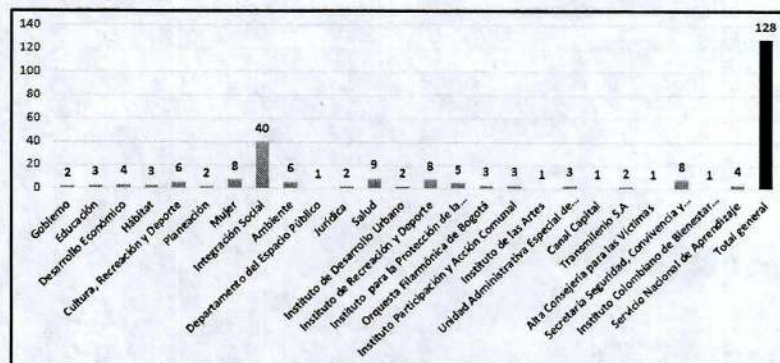 140
120
100
80
60
40
20
0
2 3 4 3 6 2 8 40 6 1 2 9 2 8 5 3 3 1 3 1 2 1 8 1 4 128
Gobierno
Educación
Desarrollo Económico
Hábitat
Cultura, Recreación y Deporte
Planeación
Mujer
Integración Social
Ambiente
Departamento del Espacio Público
Jurídica
Salud
Instituto de Desarrollo Urbano
Instituto de Recreación y Deporte
Instituto para la Protección de la...
Orquesta Filarmónica de Bogotá
Instituto Participación y Acción Comunal
Instituto de las Artes
Unidad Administrativa Especial de...
Canal Capital
Transmilenio S.A
Alta Consejería para las Víctimas
Secretaría Seguridad, Convivencia y...
Instituto Colombiano de Bienestar...
Servicio Nacional de Aprendizaje
Total general